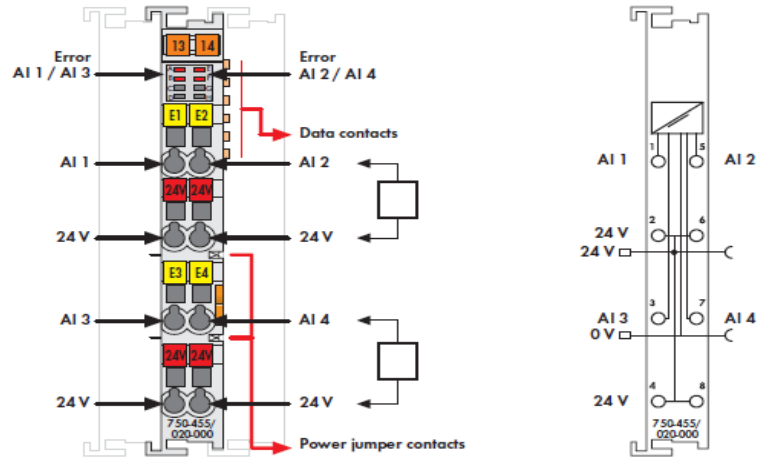 13 14
Error
AI 1 / AI 3
Error
AI 2 / AI 4
E1 E2
Data contacts
AI 1
AI 2
24V 24V
24 V
24 V
E3 E4
AI 3
AI 4
24V 24V
24 V
24 V
750-455/
020-000
Power jumper contacts
1
5
AI 1
AI 2
2
6
24 V
24 V
3
7
AI 3
AI 4
0 V
4
8
24 V
750-455/
020-000